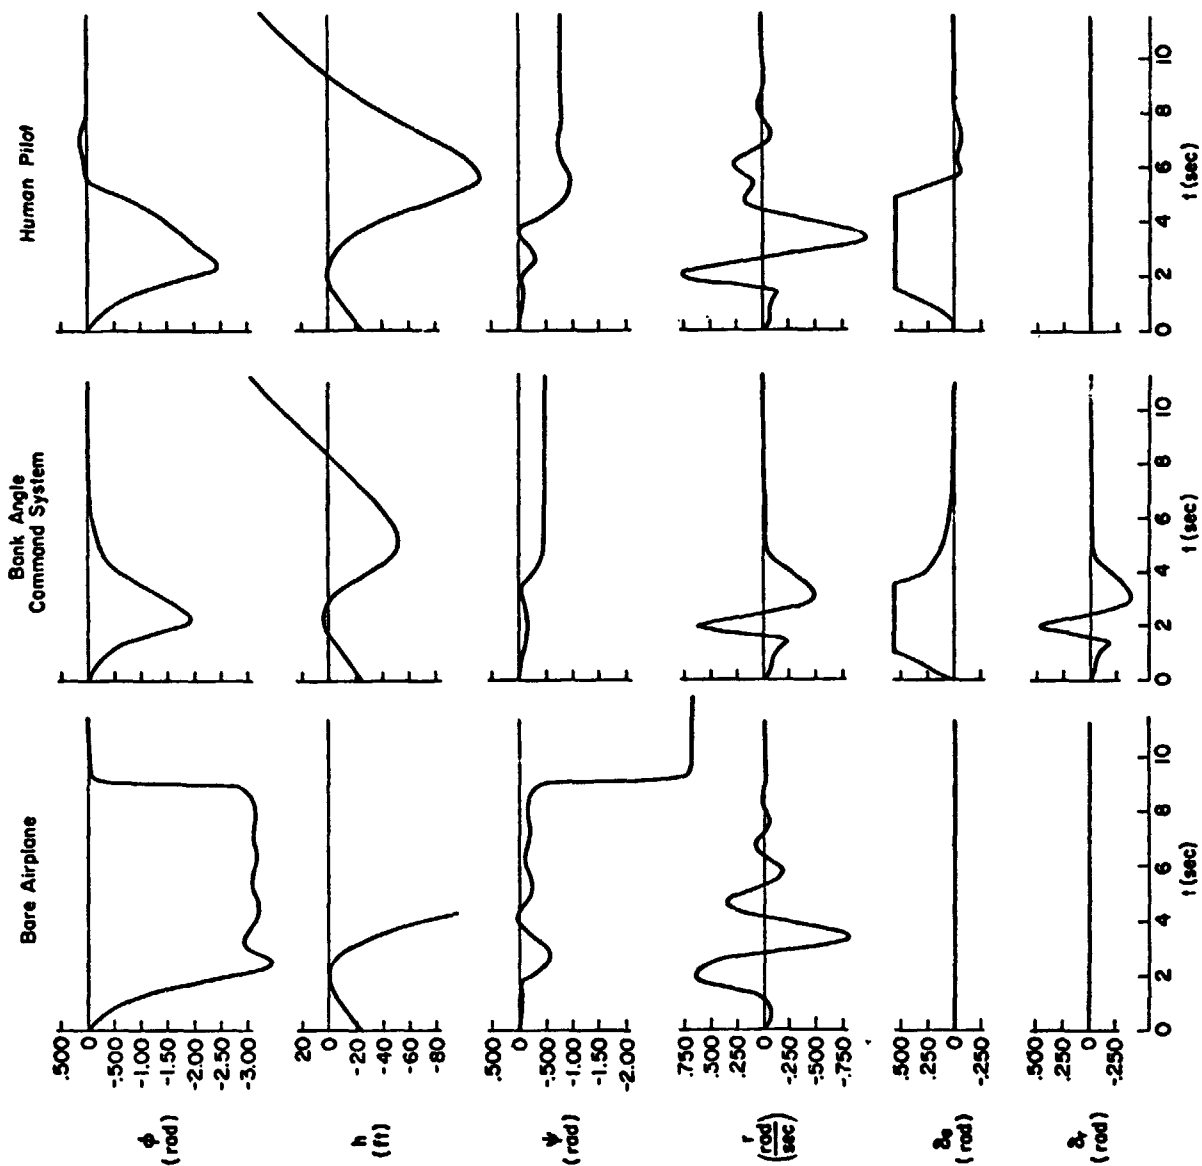 Bare Airplane
Bank Angle
Command System
Human Pilot
φ
(rad)
.500
0
-.500
-1.00
-1.50
-2.00
-2.50
-3.00
h
(ft)
20
0
-20
-40
-60
-80
ψ
(rad)
.500
0
-.500
-1.00
-1.50
-2.00
r
(rad/sec)
.750
.500
.250
0
-.250
-.500
-.750
δa
(rad)
.500
.250
0
-.250
δr
(rad)
.500
.250
0
-.250
0 2 4 6 8 10
t (sec)
0 2 4 6 8 10
t (sec)
0 2 4 6 8 10
t (sec)